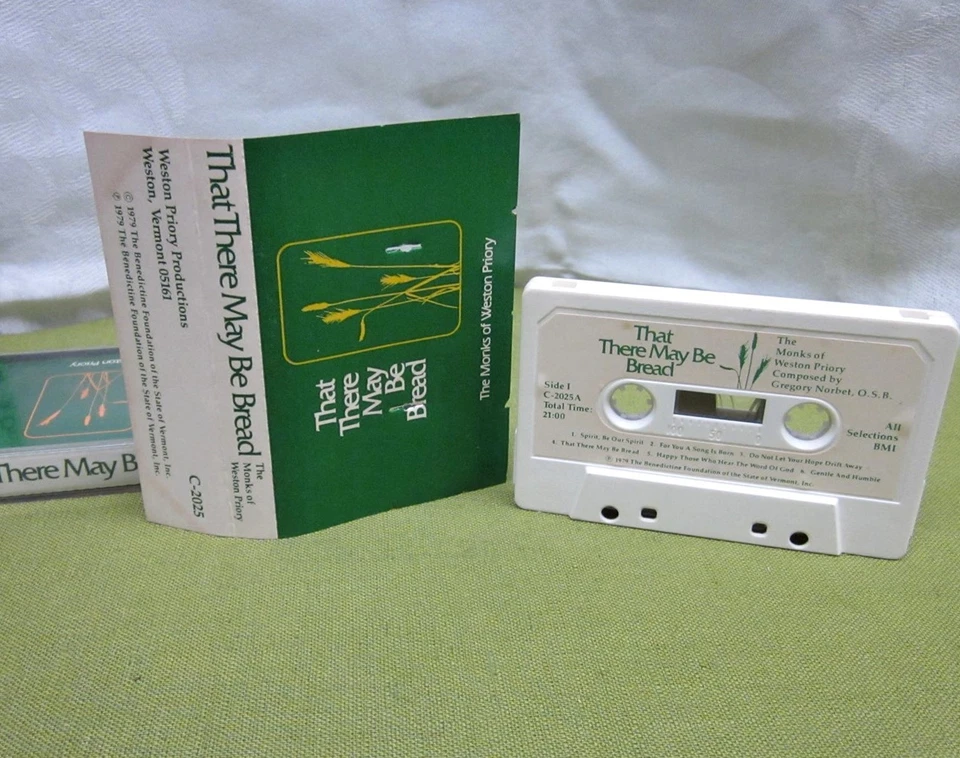 Weston Priory
There May B
Weston Priory Productions
Weston, Vermont 05161
© 1979 The Benedictine Foundation of the State of Vermont, Inc.
℗ 1979 The Benedictine Foundation of the State of Vermont, Inc.
That There May Be Bread
The
Monks of
Weston Priory
C-2025
That
There
May
Be
Bread
The Monks of Weston Priory
That
There May Be
Bread
The
Monks of
Weston Priory
Composed by
Gregory Norbet, O.S.B.
Side I
C-2025A
Total Time:
21:00
All
Selections
BMI
100 50 0
1. Spirit, Be Our Spirit 2. For You A Song Is Born 3. Do Not Let Your Hope Drift Away
4. That There May Be Bread 5. Happy Those Who Hear The Word Of God 6. Gentle And Humble
℗ 1979 The Benedictine Foundation of the State of Vermont, Inc.